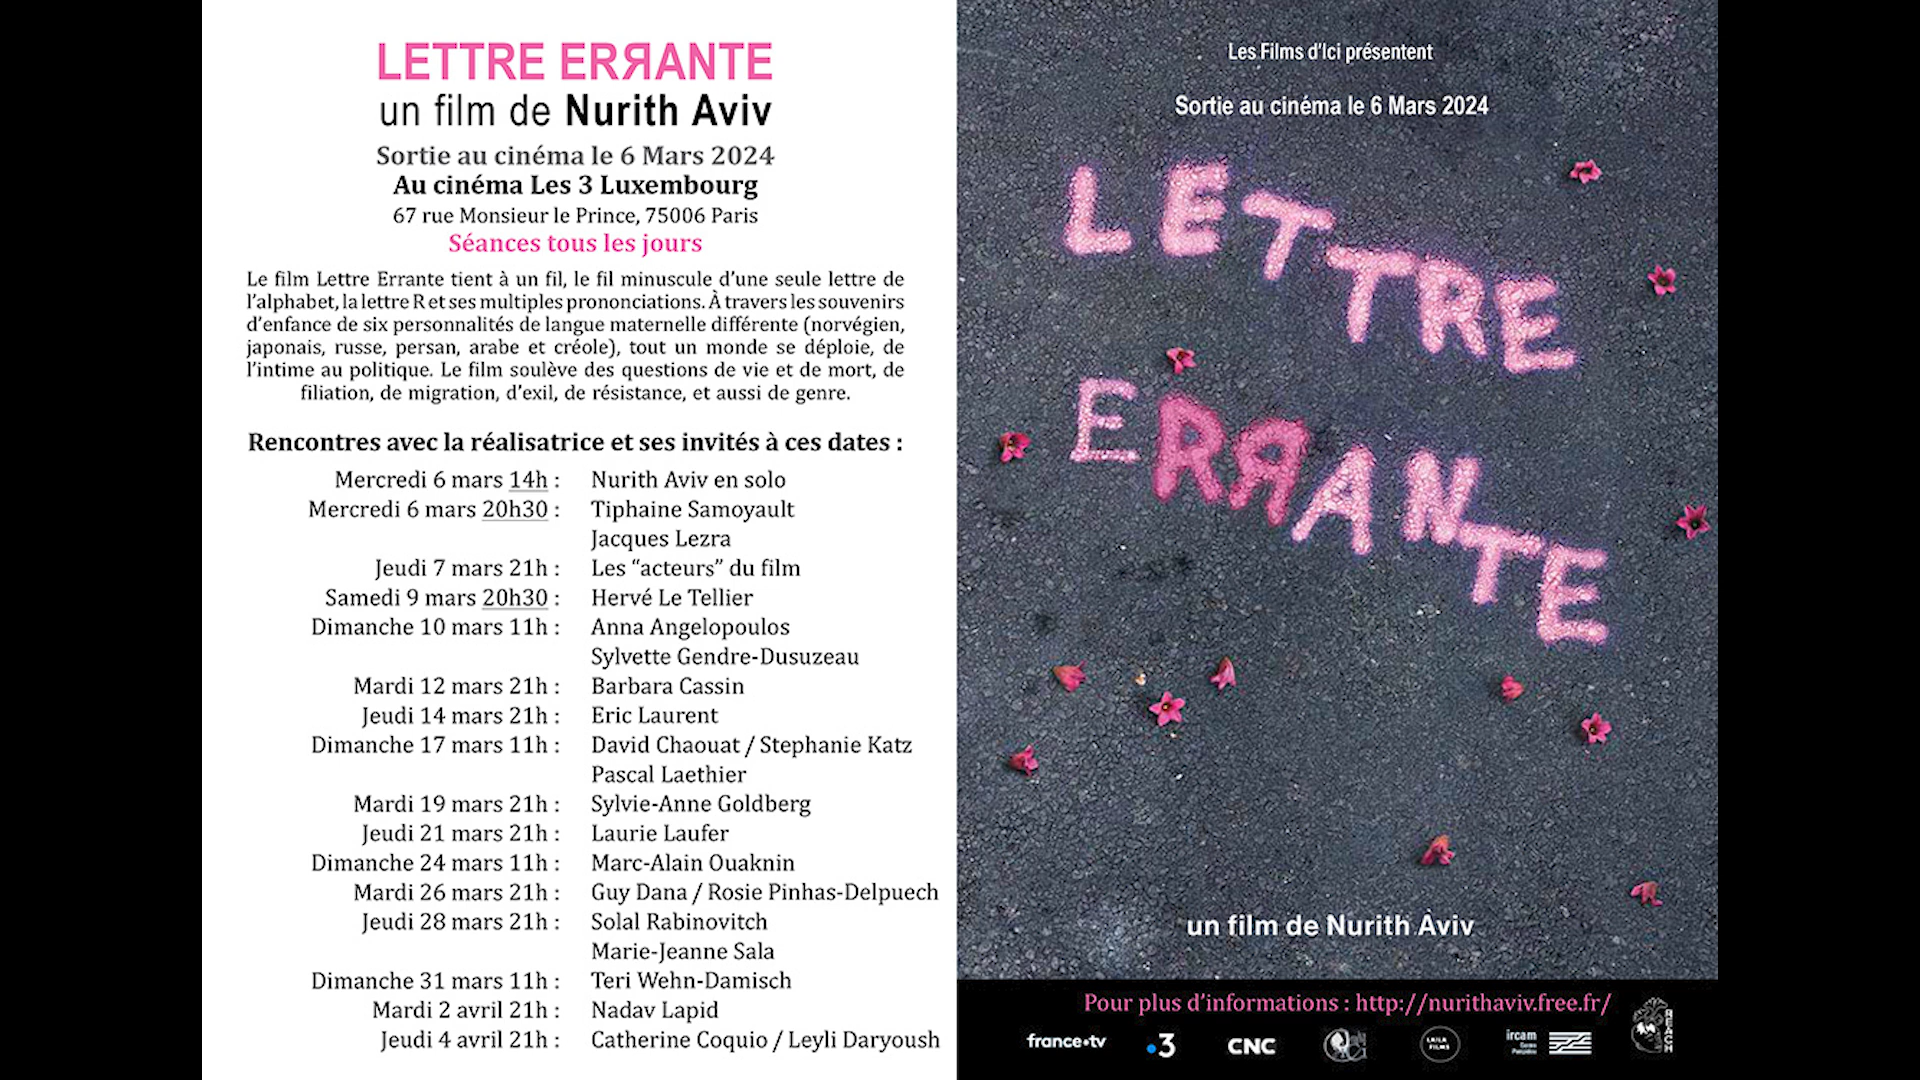 LETTRE ERЯANTE
un film de Nurith Aviv
Sortie au cinéma le 6 Mars 2024
Au cinéma Les 3 Luxembourg
67 rue Monsieur le Prince, 75006 Paris
Séances tous les jours
Le film Lettre Errante tient à un fil, le fil minuscule d’une seule lettre de
l’alphabet, la lettre R et ses multiples prononciations. À travers les souvenirs
d’enfance de six personnalités de langue maternelle différente (norvégien,
japonais, russe, persan, arabe et créole), tout un monde se déploie, de
l’intime au politique. Le film soulève des questions de vie et de mort, de
filiation, de migration, d’exil, de résistance, et aussi de genre.
Rencontres avec la réalisatrice et ses invités à ces dates :
Mercredi 6 mars 14h : Nurith Aviv en solo
Mercredi 6 mars 20h30 : Tiphaine Samoyault
Jacques Lezra
Jeudi 7 mars 21h : Les “acteurs” du film
Samedi 9 mars 20h30 : Hervé Le Tellier
Dimanche 10 mars 11h : Anna Angelopoulos
Sylvette Gendre-Dusuzeau
Mardi 12 mars 21h : Barbara Cassin
Jeudi 14 mars 21h : Eric Laurent
Dimanche 17 mars 11h : David Chaouat / Stephanie Katz
Pascal Laethier
Mardi 19 mars 21h : Sylvie-Anne Goldberg
Jeudi 21 mars 21h : Laurie Laufer
Dimanche 24 mars 11h : Marc-Alain Ouaknin
Mardi 26 mars 21h : Guy Dana / Rosie Pinhas-Delpuech
Jeudi 28 mars 21h : Solal Rabinovitch
Marie-Jeanne Sala
Dimanche 31 mars 11h : Teri Wehn-Damisch
Mardi 2 avril 21h : Nadav Lapid
Jeudi 4 avril 21h : Catherine Coquio / Leyli Daryoush
Les Films d’Ici présentent
Sortie au cinéma le 6 Mars 2024
LETTRE
ERЯANTE
un film de Nurith Aviv
Pour plus d’informations : http://nurithaviv.free.fr/
france•tv
•3
CNC
LAILA
FILMS
ircam
Centre
Pompidou
REACH